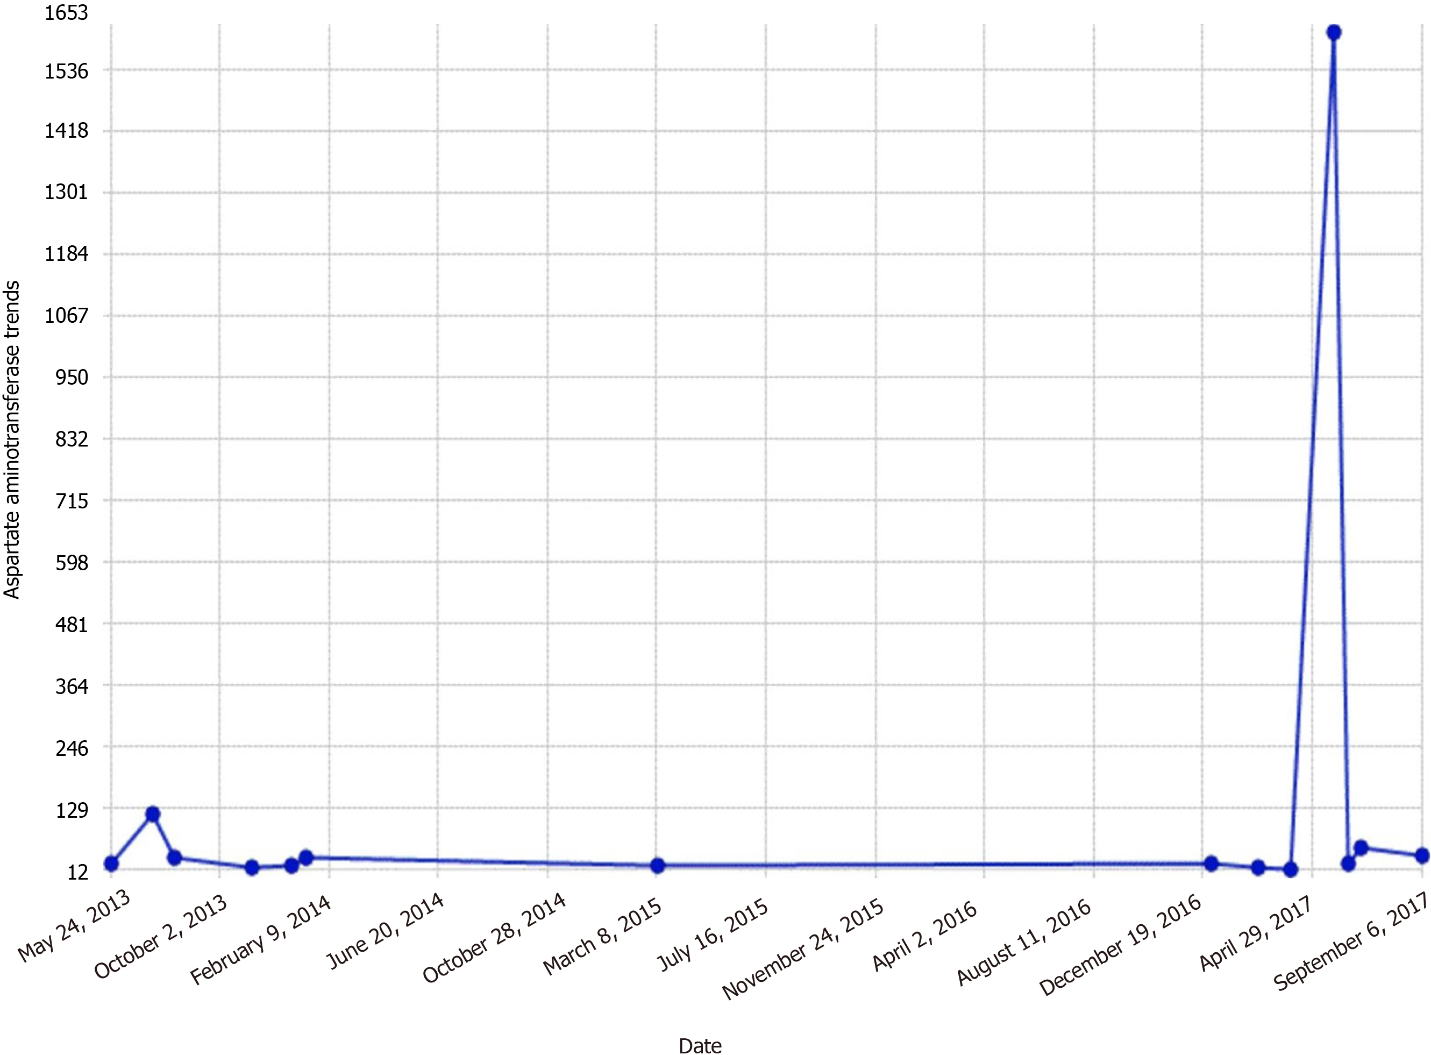 Aspartate aminotransferase trends
1653
1536
1418
1301
1184
1067
950
832
715
598
481
364
246
129
12
May 24, 2013
October 2, 2013
February 9, 2014
June 20, 2014
October 28, 2014
March 8, 2015
July 16, 2015
November 24, 2015
April 2, 2016
August 11, 2016
December 19, 2016
April 29, 2017
September 6, 2017
Date